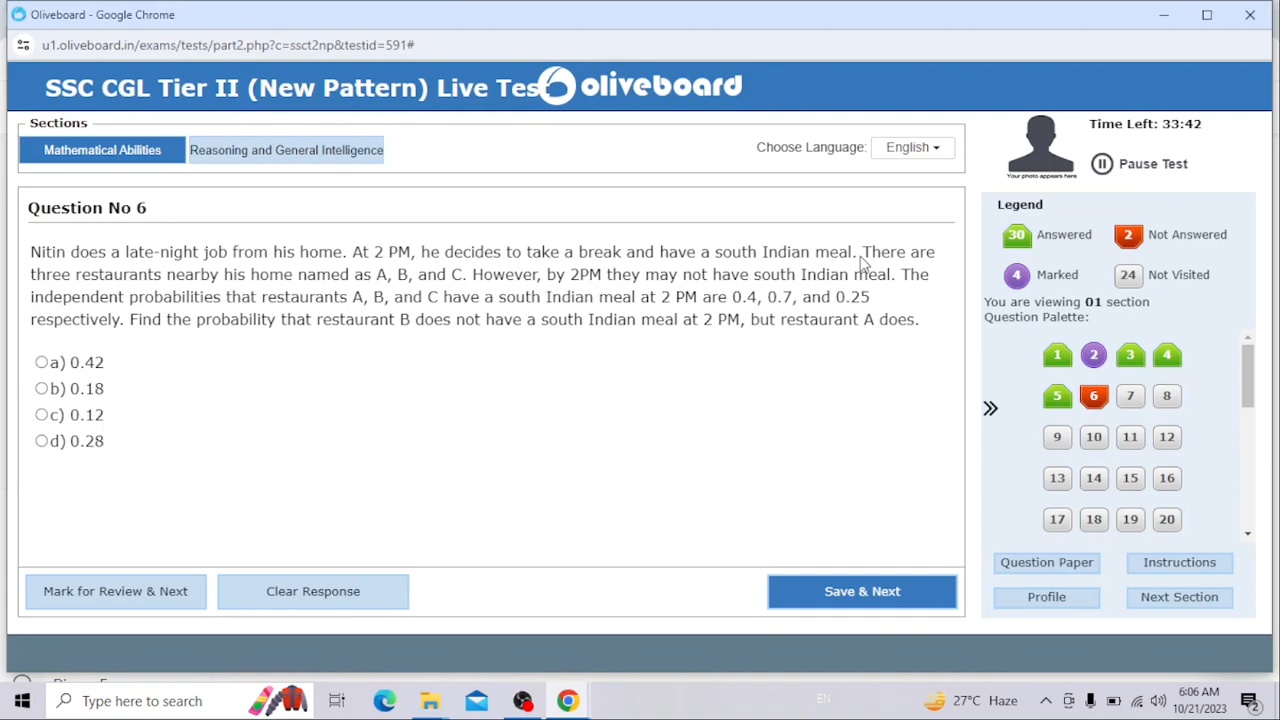 Oliveboard - Google Chrome
u1.oliveboard.in/exams/tests/part2.php?c=ssct2np&testid=591#
SSC CGL Tier II (New Pattern) Live Test
oliveboard
Sections
Mathematical Abilities
Reasoning and General Intelligence
Choose Language:
English
Question No 6
Nitin does a late-night job from his home. At 2 PM, he decides to take a break and have a south Indian meal. There are
three restaurants nearby his home named as A, B, and C. However, by 2PM they may not have south Indian meal. The
independent probabilities that restaurants A, B, and C have a south Indian meal at 2 PM are 0.4, 0.7, and 0.25
respectively. Find the probability that restaurant B does not have a south Indian meal at 2 PM, but restaurant A does.
a) 0.42
b) 0.18
c) 0.12
d) 0.28
Mark for Review & Next
Clear Response
Save & Next
Your photo appears here
Time Left: 33:42
Pause Test
Legend
30 Answered
2 Not Answered
4 Marked
24 Not Visited
You are viewing 01 section
Question Palette:
1 2 3 4
5 6 7 8
9 10 11 12
13 14 15 16
17 18 19 20
Question Paper
Instructions
Profile
Next Section
Type here to search
EN
27°C Haze
6:06 AM
10/21/2023
2